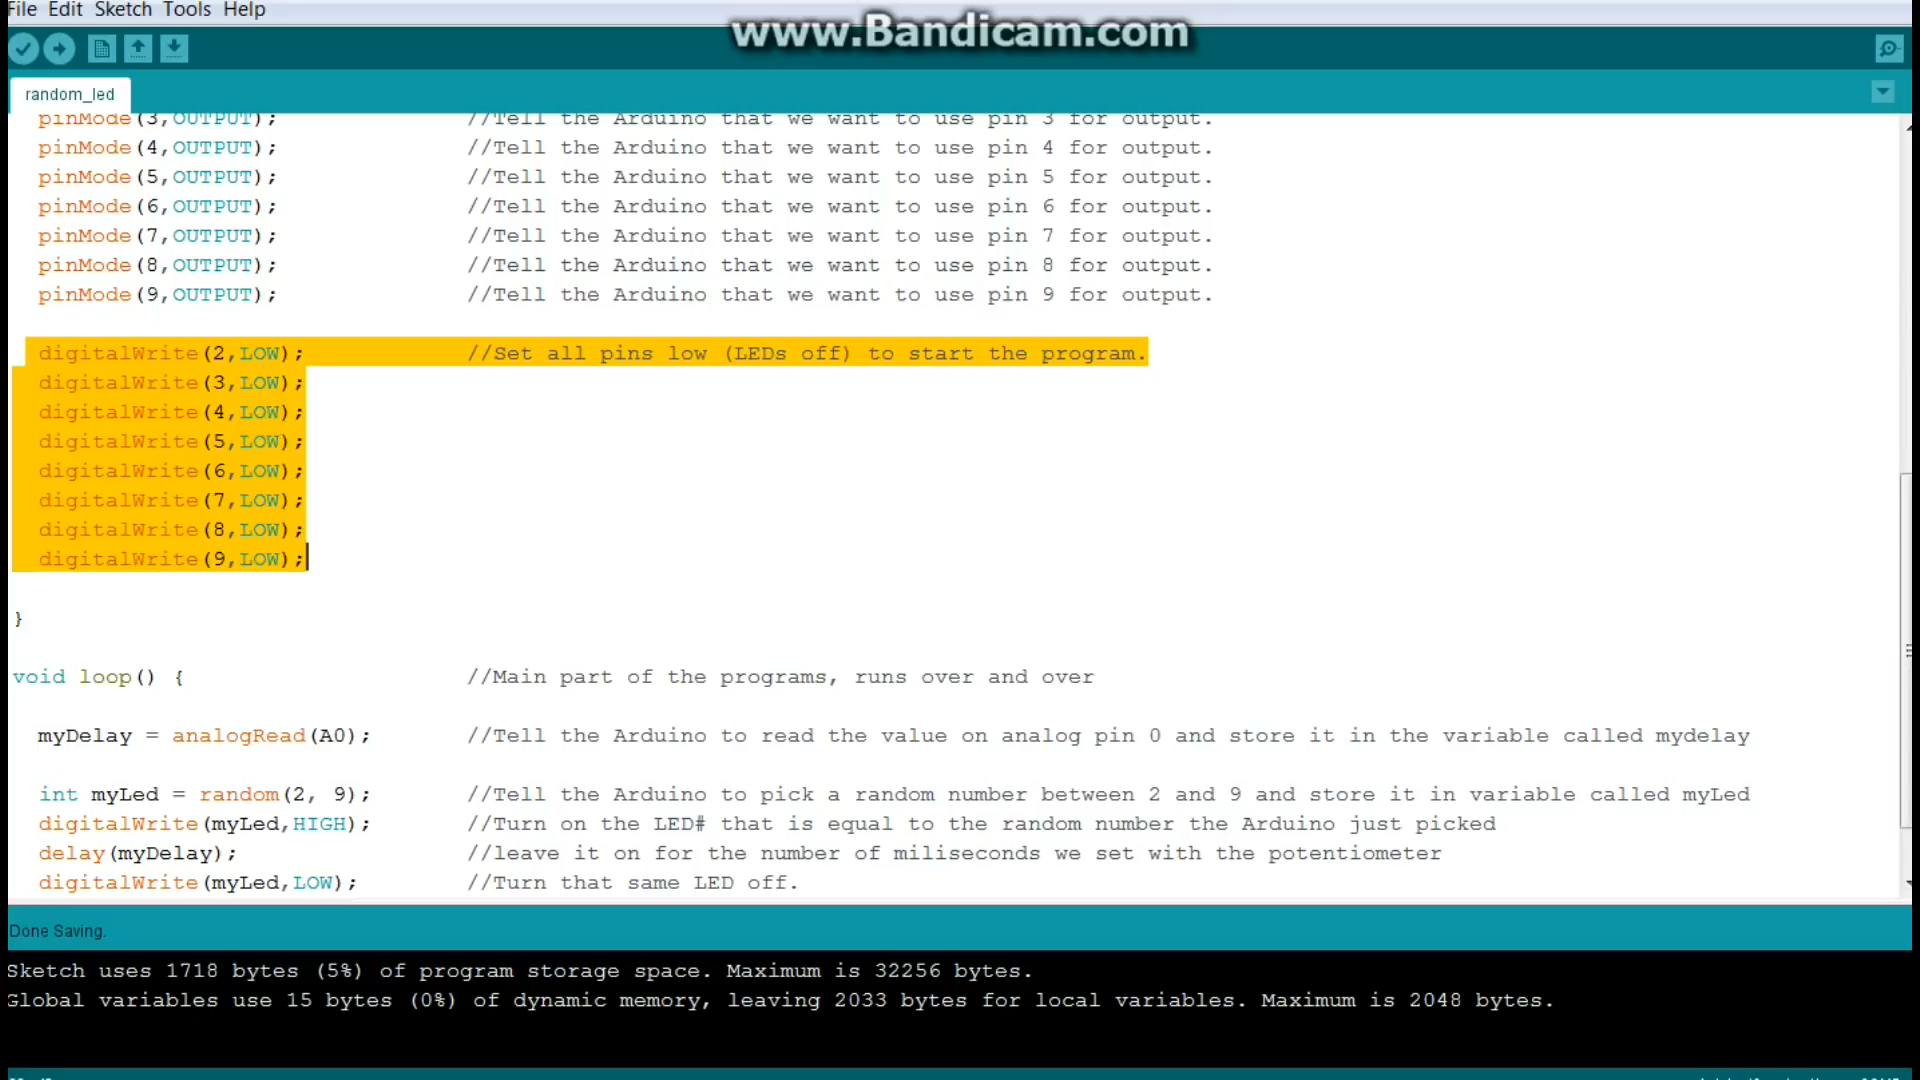 File Edit Sketch Tools Help
www.Bandicam.com
random_led
pinMode(3,OUTPUT); //Tell the Arduino that we want to use pin 3 for output.
pinMode(4,OUTPUT); //Tell the Arduino that we want to use pin 4 for output.
pinMode(5,OUTPUT); //Tell the Arduino that we want to use pin 5 for output.
pinMode(6,OUTPUT); //Tell the Arduino that we want to use pin 6 for output.
pinMode(7,OUTPUT); //Tell the Arduino that we want to use pin 7 for output.
pinMode(8,OUTPUT); //Tell the Arduino that we want to use pin 8 for output.
pinMode(9,OUTPUT); //Tell the Arduino that we want to use pin 9 for output.
digitalWrite(2,LOW); //Set all pins low (LEDs off) to start the program.
digitalWrite(3,LOW);
digitalWrite(4,LOW);
digitalWrite(5,LOW);
digitalWrite(6,LOW);
digitalWrite(7,LOW);
digitalWrite(8,LOW);
digitalWrite(9,LOW);
}
void loop() { //Main part of the programs, runs over and over
myDelay = analogRead(A0); //Tell the Arduino to read the value on analog pin 0 and store it in the variable called mydelay
int myLed = random(2, 9); //Tell the Arduino to pick a random number between 2 and 9 and store it in variable called myLed
digitalWrite(myLed,HIGH); //Turn on the LED# that is equal to the random number the Arduino just picked
delay(myDelay); //leave it on for the number of miliseconds we set with the potentiometer
digitalWrite(myLed,LOW); //Turn that same LED off.
Done Saving.
Sketch uses 1718 bytes (5%) of program storage space. Maximum is 32256 bytes.
Global variables use 15 bytes (0%) of dynamic memory, leaving 2033 bytes for local variables. Maximum is 2048 bytes.